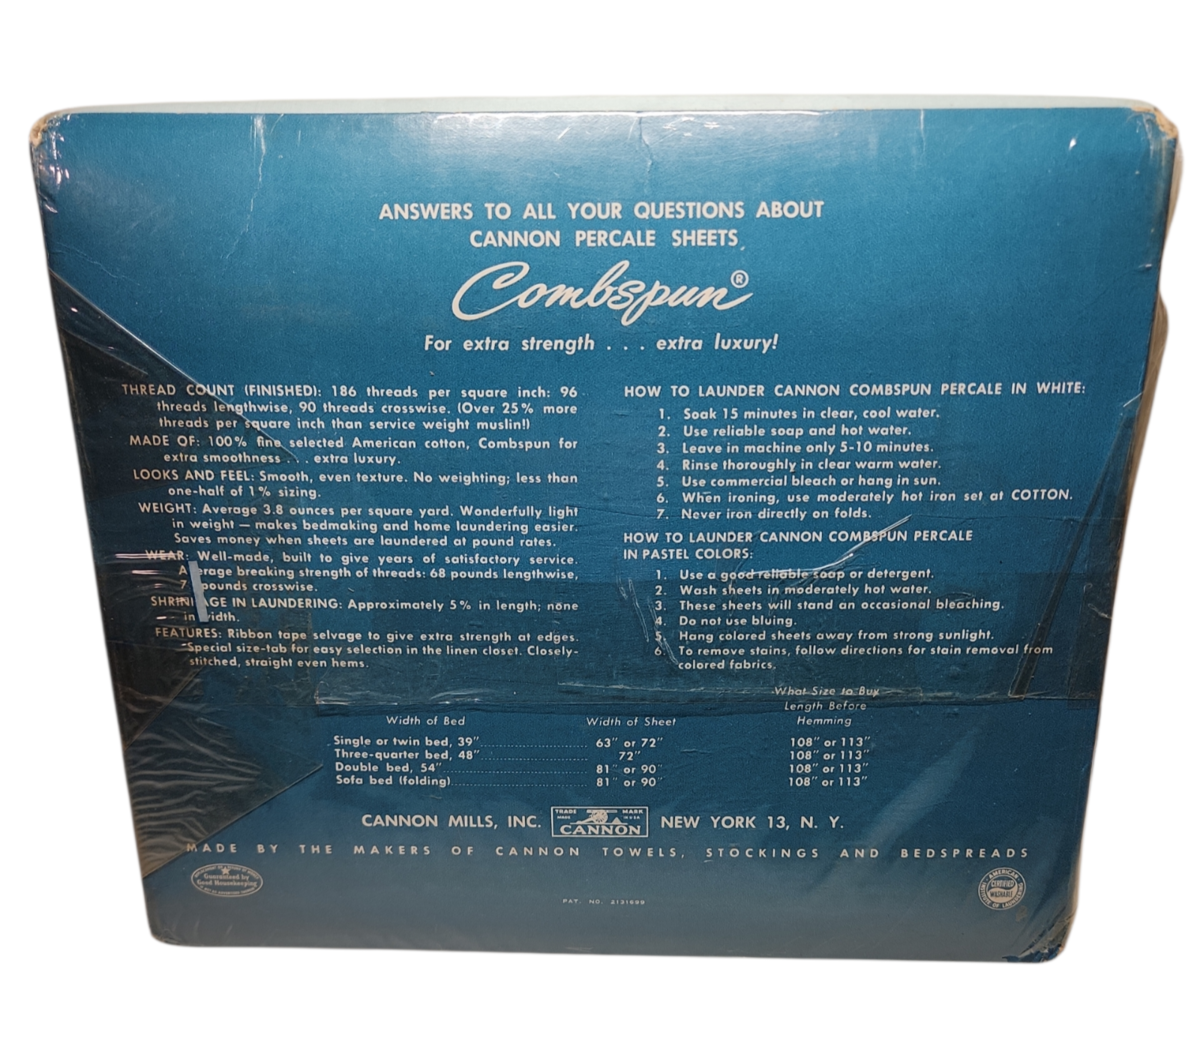 ANSWERS TO ALL YOUR QUESTIONS ABOUT
CANNON PERCALE SHEETS
Combspun®
For extra strength . . . extra luxury!
THREAD COUNT (FINISHED): 186 threads per square inch: 96
threads lengthwise, 90 threads crosswise. (Over 25% more
threads per square inch than service weight muslin!)
MADE OF: 100% fine selected American cotton, Combspun for
extra smoothness . . . extra luxury.
LOOKS AND FEEL: Smooth, even texture. No weighting; less than
one-half of 1% sizing.
WEIGHT: Average 3.8 ounces per square yard. Wonderfully light
in weight — makes bedmaking and home laundering easier.
Saves money when sheets are laundered at pound rates.
WEAR: Well-made, built to give years of satisfactory service.
Average breaking strength of threads: 68 pounds lengthwise,
pounds crosswise.
SHRINKAGE IN LAUNDERING: Approximately 5% in length; none
in width.
FEATURES: Ribbon tape selvage to give extra strength at edges.
Special size-tab for easy selection in the linen closet. Closely-
stitched, straight even hems.
HOW TO LAUNDER CANNON COMBSPUN PERCALE IN WHITE:
1. Soak 15 minutes in clear, cool water.
2. Use reliable soap and hot water.
3. Leave in machine only 5-10 minutes.
4. Rinse thoroughly in clear warm water.
5. Use commercial bleach or hang in sun.
6. When ironing, use moderately hot iron set at COTTON.
7. Never iron directly on folds.
HOW TO LAUNDER CANNON COMBSPUN PERCALE
IN PASTEL COLORS:
1. Use a good reliable soap or detergent.
2. Wash sheets in moderately hot water.
3. These sheets will stand an occasional bleaching.
4. Do not use bluing.
5. Hang colored sheets away from strong sunlight.
6. To remove stains, follow directions for stain removal from
colored fabrics.
What Size to Buy
Length Before
Width of Bed Width of Sheet Hemming
Single or twin bed, 39" 63" or 72" 108" or 113"
Three-quarter bed, 48" 72" 108" or 113"
Double bed, 54" 81" or 90" 108" or 113"
Sofa bed (folding) 81" or 90" 108" or 113"
CANNON MILLS, INC. TRADE MARK CANNON NEW YORK 13, N. Y.
MADE BY THE MAKERS OF CANNON TOWELS, STOCKINGS AND BEDSPREADS
Guaranteed by
Good Housekeeping
AMERICAN INSTITUTE OF LAUNDERING
CERTIFIED
WASHABLE
PAT. NO. 2131699